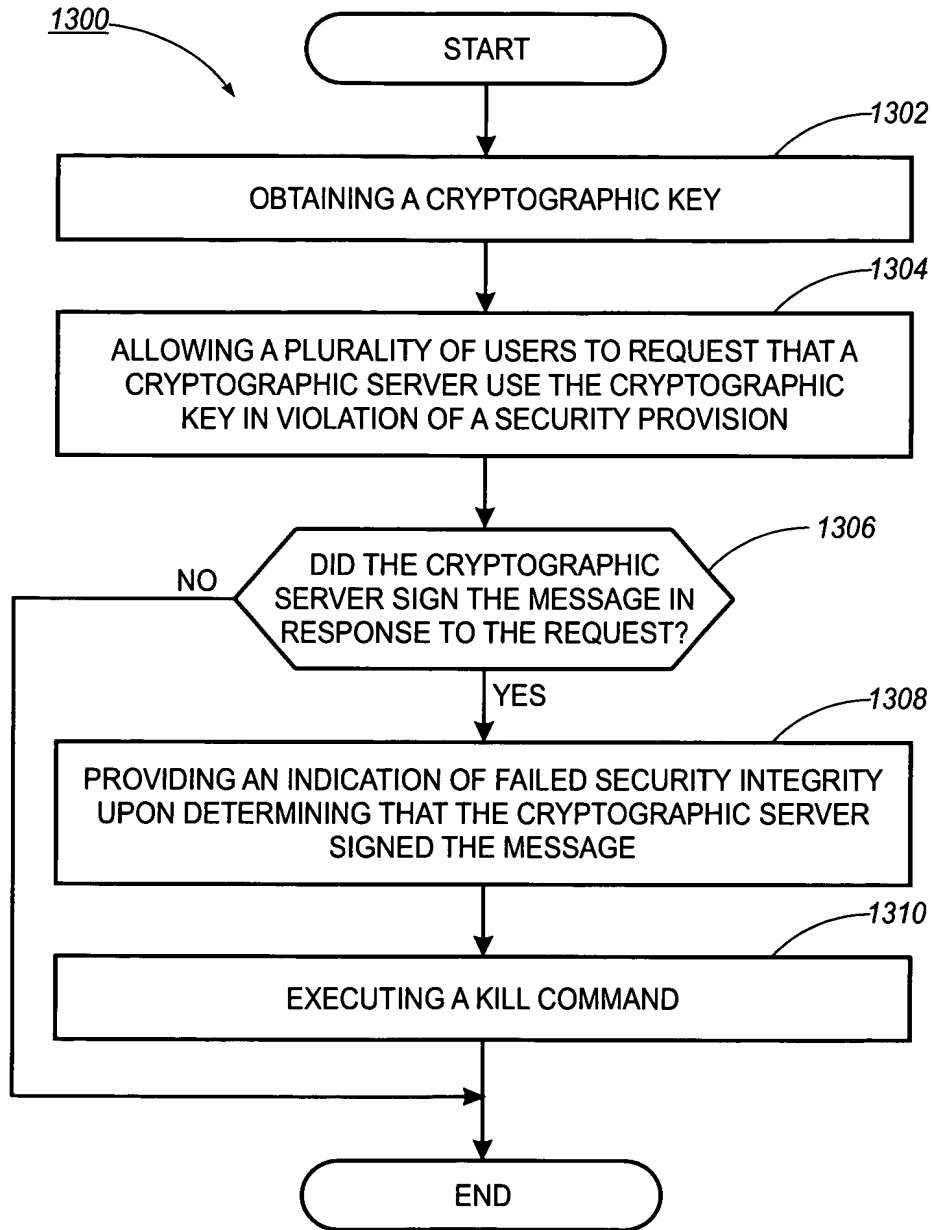 1300
START
1302
OBTAINING A CRYPTOGRAPHIC KEY
1304
ALLOWING A PLURALITY OF USERS TO REQUEST THAT A
CRYPTOGRAPHIC SERVER USE THE CRYPTOGRAPHIC
KEY IN VIOLATION OF A SECURITY PROVISION
1306
DID THE CRYPTOGRAPHIC
SERVER SIGN THE MESSAGE IN
RESPONSE TO THE REQUEST?
NO
YES
1308
PROVIDING AN INDICATION OF FAILED SECURITY INTEGRITY
UPON DETERMINING THAT THE CRYPTOGRAPHIC SERVER
SIGNED THE MESSAGE
1310
EXECUTING A KILL COMMAND
END